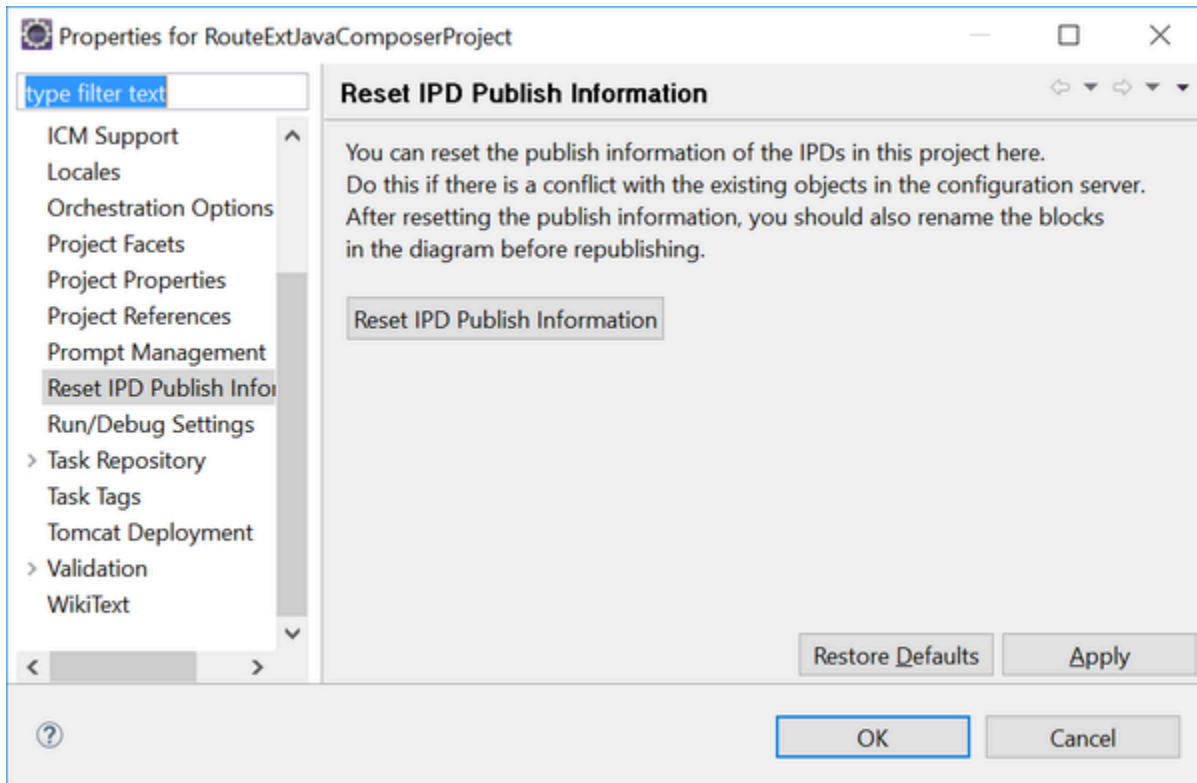 Properties for RouteExtJavaComposerProject
type filter text
ICM Support
Locales
Orchestration Options
Project Facets
Project Properties
Project References
Prompt Management
Reset IPD Publish Infor
Run/Debug Settings
Task Repository
Task Tags
Tomcat Deployment
Validation
WikiText
Reset IPD Publish Information
You can reset the publish information of the IPDs in this project here.
Do this if there is a conflict with the existing objects in the configuration server.
After resetting the publish information, you should also rename the blocks
in the diagram before republishing.
Reset IPD Publish Information
Restore Defaults Apply
OK Cancel